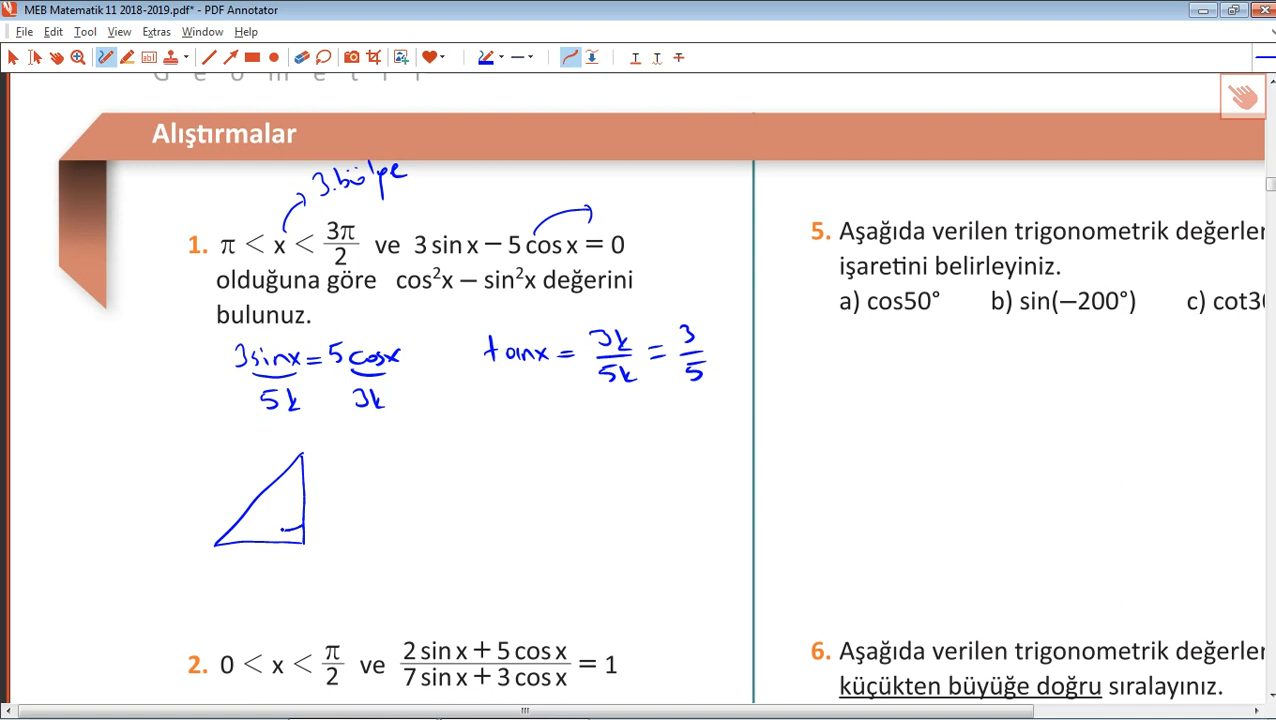 MEB Matematik 11 2018-2019.pdf* - PDF Annotator
File Edit Tool View Extras Window Help
G e o m e t r i
Alıştırmalar
3.bölge
1. π < x < 3π/2 ve 3 sin x − 5 cos x = 0
olduğuna göre cos²x − sin²x değerini
bulunuz.
3sinx = 5cosx
5k 3k
tanx = 3k/5k = 3/5
2. 0 < x < π/2 ve (2 sin x + 5 cos x)/(7 sin x + 3 cos x) = 1
5. Aşağıda verilen trigonometrik değerler
işaretini belirleyiniz.
a) cos50° b) sin(−200°) c) cot30
6. Aşağıda verilen trigonometrik değerler
küçükten büyüğe doğru sıralayınız.